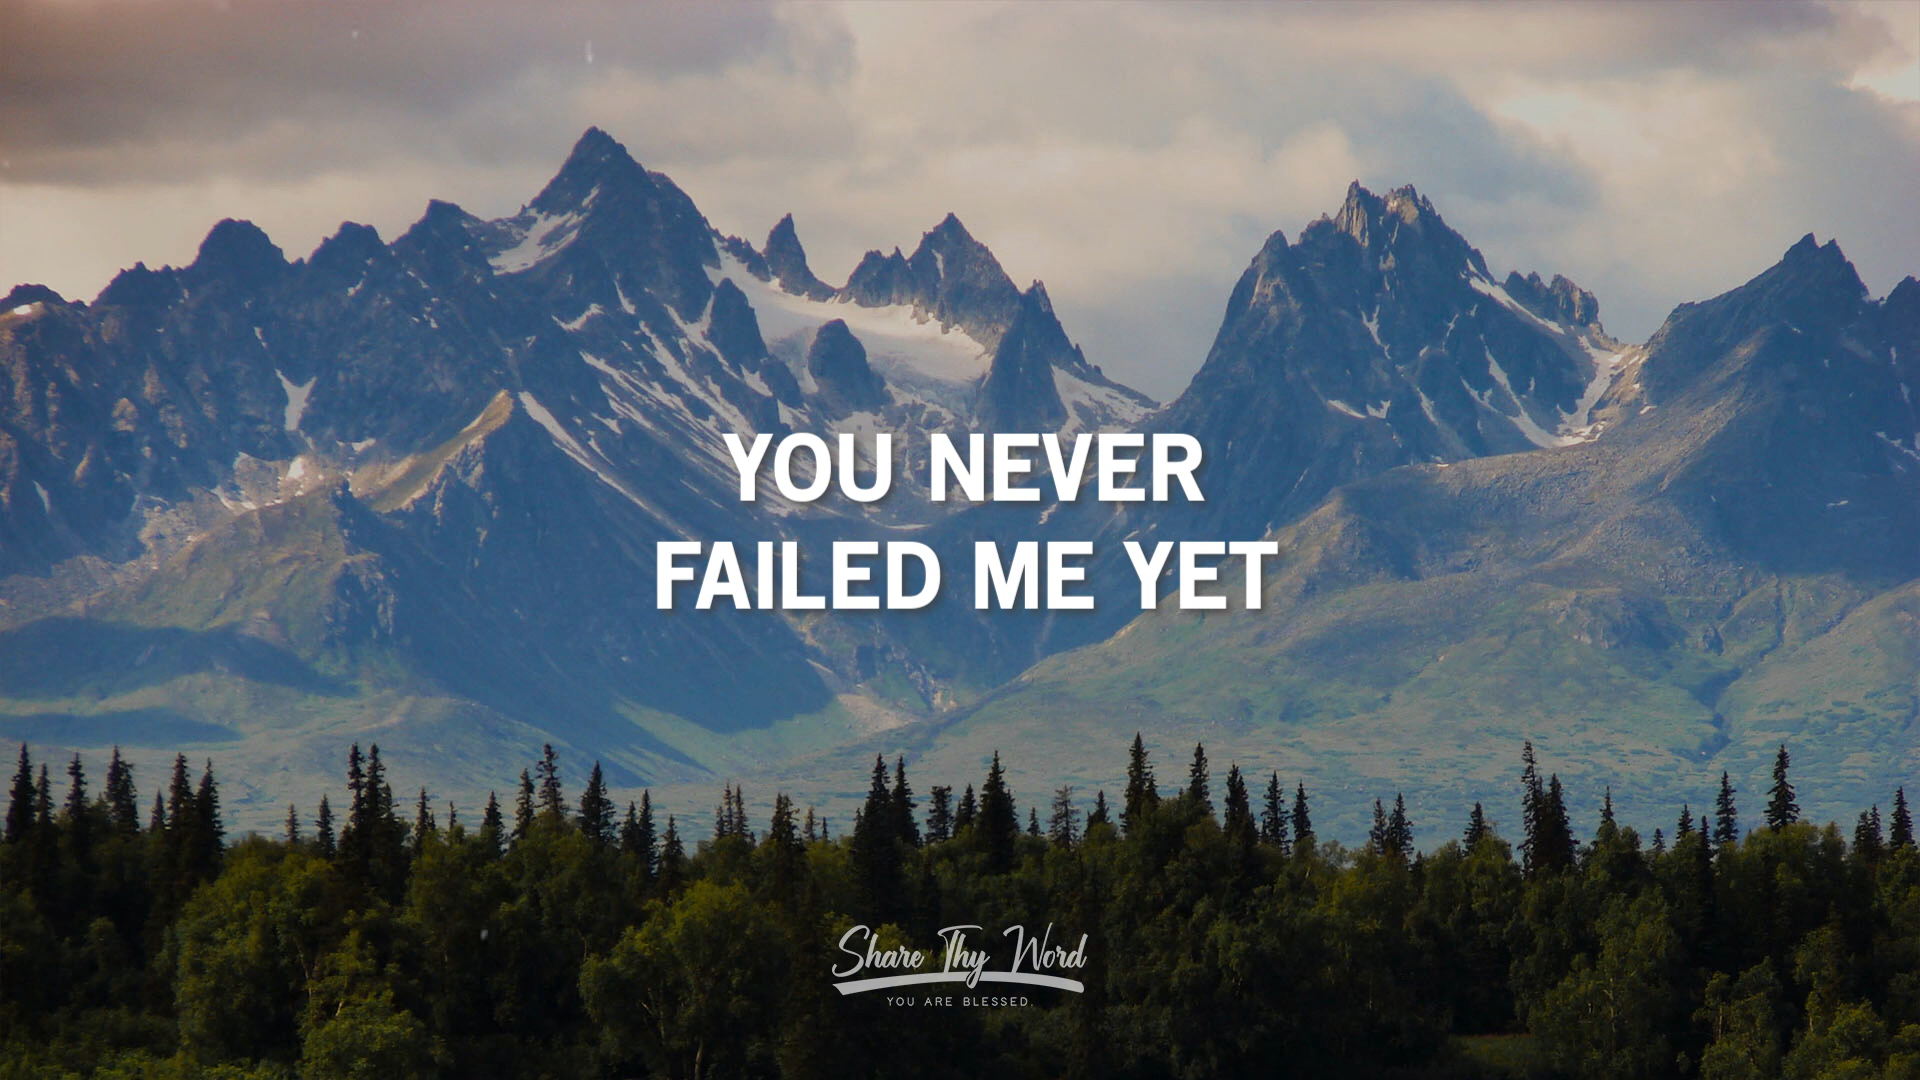 YOU NEVER
FAILED ME YET
Share Thy Word
YOU ARE BLESSED.